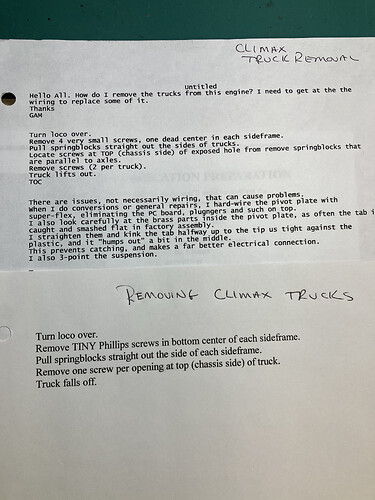 CLIMAX
TRUCK REMOVAL
Untitled
Hello All. How do I remove the trucks from this engine? I need to get at the the
wiring to replace some of it.
Thanks
GAM
Turn loco over.
Remove 4 very small screws, one dead center in each sideframe.
Pull springblocks straight out the sides of trucks.
Locate screws at TOP (chassis side) of exposed hole from remove springblocks that
are parallel to axles.
Remove screws (2 per truck).
Truck lifts out.
TOC
There are issues, not necessarily wiring, that can cause problems.
When I do conversions or general repairs, I hard-wire the pivot plate with
super-flex, eliminating the PC board, plugngers and such on top.
I also look carefully at the brass parts inside the pivot plate, as often the tab i
caught and smashed flat in factory assembly.
I straighten them and kink the tab halfway up to the tip us tight against the
plastic, and it "humps out" a bit in the middle.
This prevents catching, and makes a far better electrical connection.
I also 3-point the suspension.
REMOVING CLIMAX TRUCKS
Turn loco over.
Remove TINY Phillips screws in bottom center of each sideframe.
Pull springblocks straight out the side of each sideframe.
Remove one screw per opening at top (chassis side) of truck.
Truck falls off.